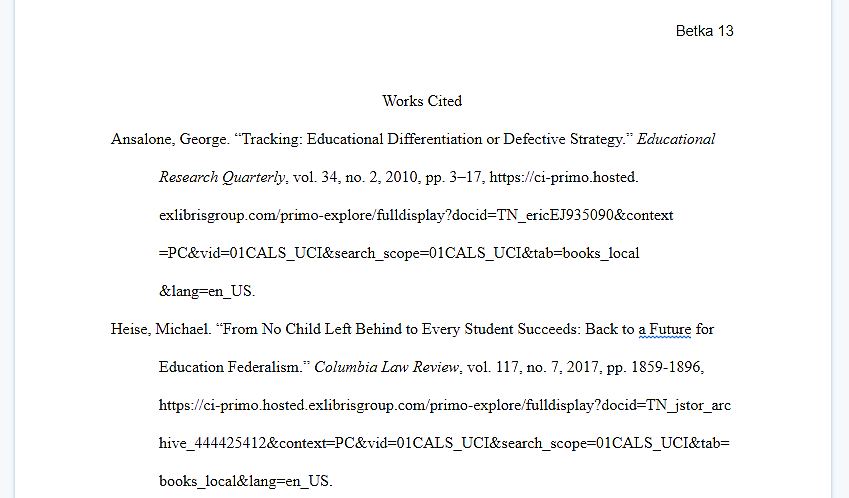 Betka 13
Works Cited
Ansalone, George. “Tracking: Educational Differentiation or Defective Strategy.” Educational
Research Quarterly, vol. 34, no. 2, 2010, pp. 3–17, https://ci-primo.hosted.
exlibrisgroup.com/primo-explore/fulldisplay?docid=TN_ericEJ935090&context
=PC&vid=01CALS_UCI&search_scope=01CALS_UCI&tab=books_local
&lang=en_US.
Heise, Michael. “From No Child Left Behind to Every Student Succeeds: Back to a Future for
Education Federalism.” Columbia Law Review, vol. 117, no. 7, 2017, pp. 1859-1896,
https://ci-primo.hosted.exlibrisgroup.com/primo-explore/fulldisplay?docid=TN_jstor_arc
hive_444425412&context=PC&vid=01CALS_UCI&search_scope=01CALS_UCI&tab=
books_local&lang=en_US.